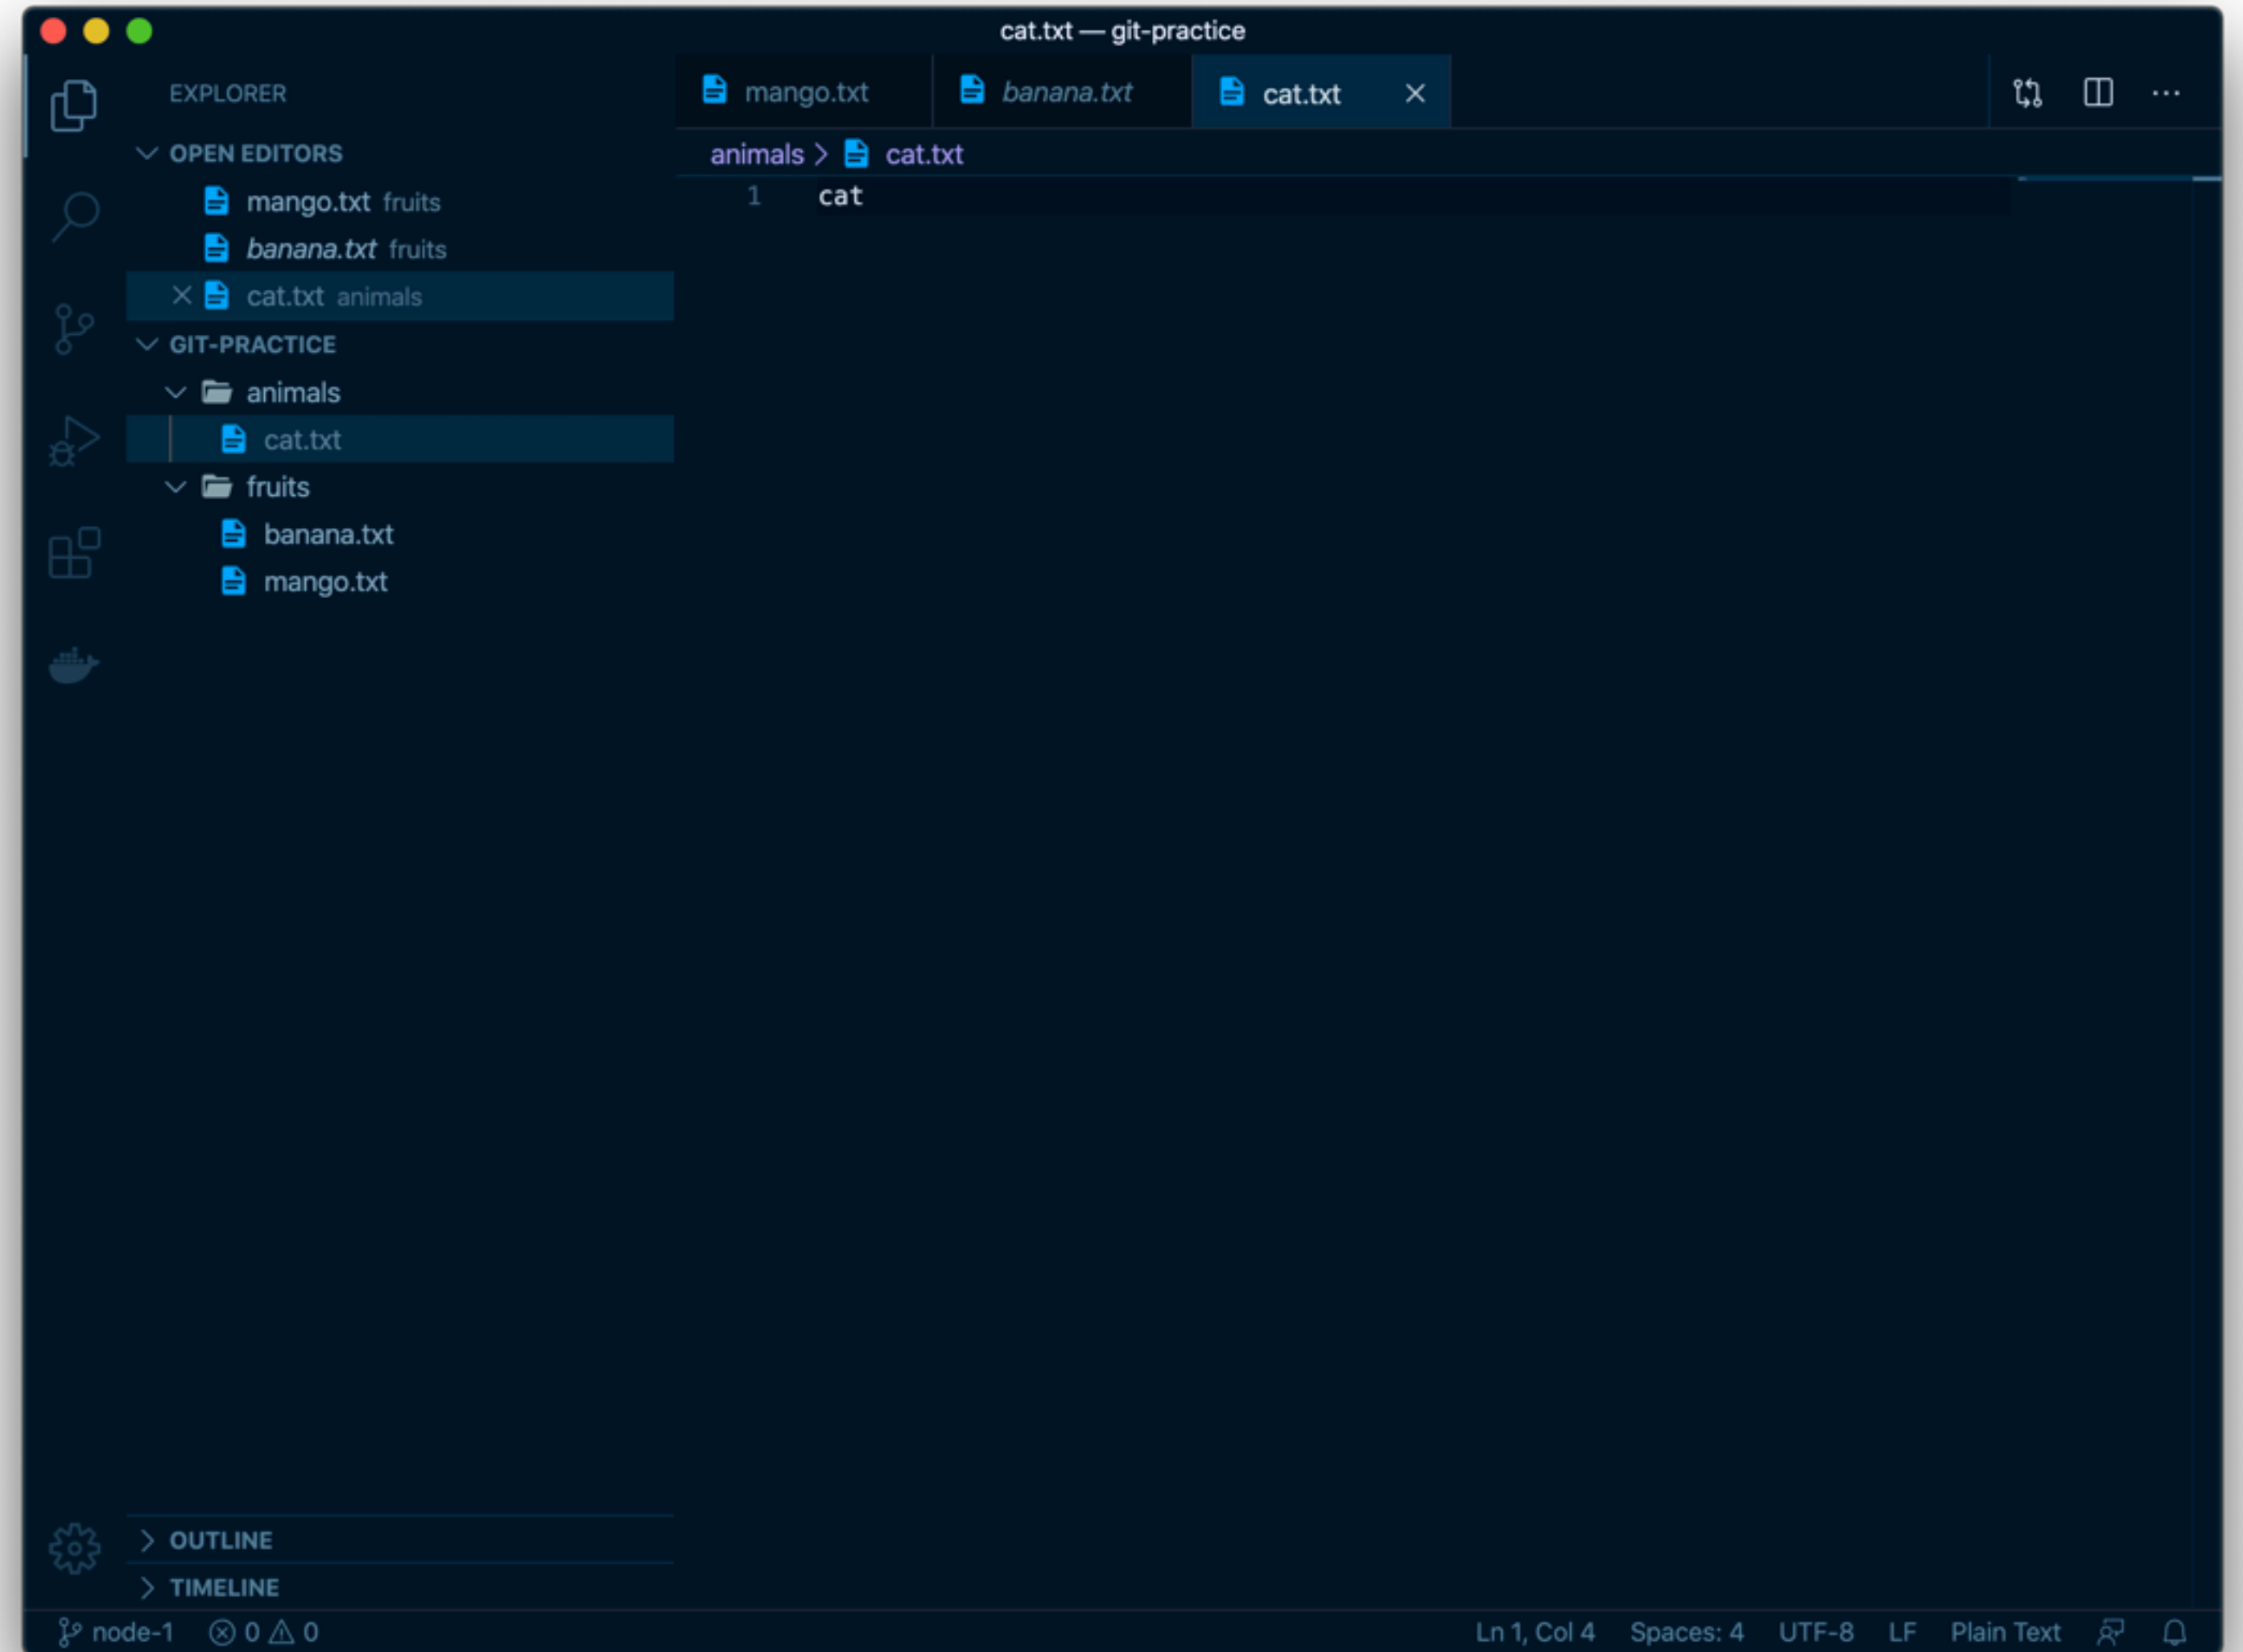 cat.txt — git-practice
EXPLORER
OPEN EDITORS
mango.txt fruits
banana.txt fruits
cat.txt animals
GIT-PRACTICE
animals
cat.txt
fruits
banana.txt
mango.txt
OUTLINE
TIMELINE
mango.txt banana.txt cat.txt
animals > cat.txt
1 cat
node-1 0 0 Ln 1, Col 4 Spaces: 4 UTF-8 LF Plain Text